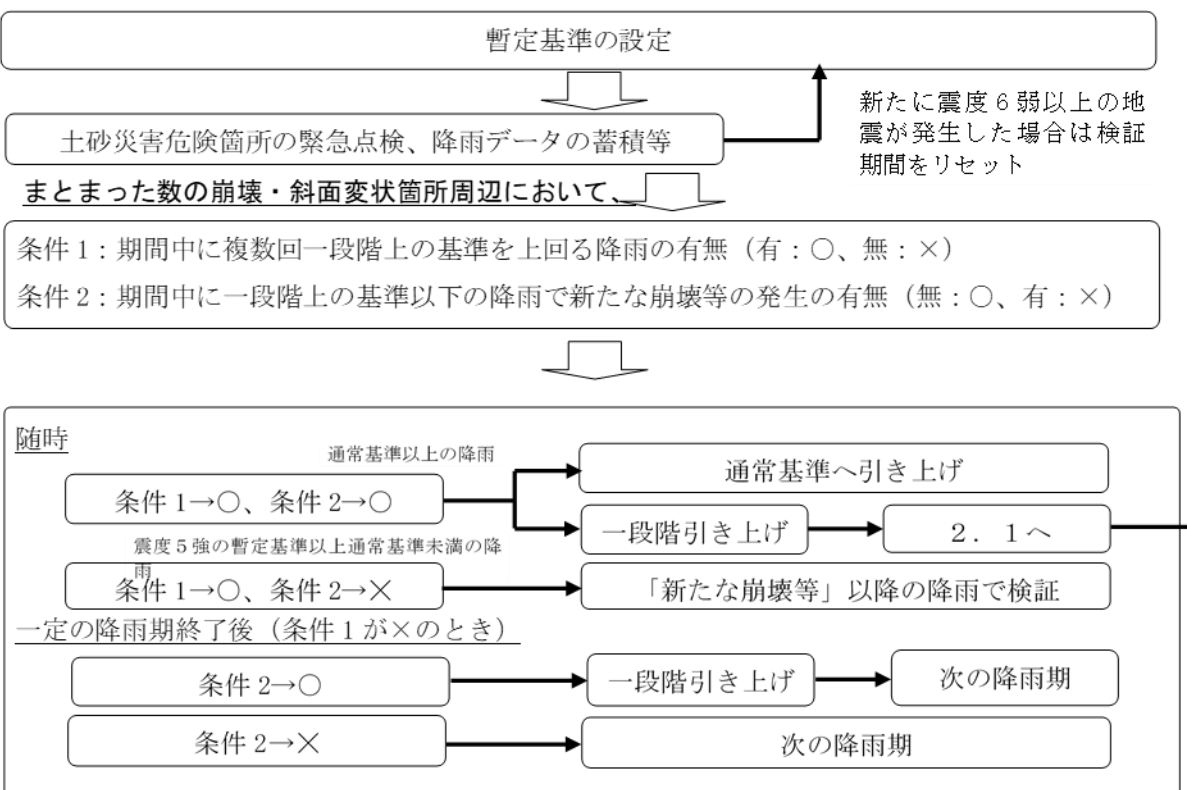 暫定基準の設定
新たに震度6弱以上の地
震が発生した場合は検証
期間をリセット
土砂災害危険箇所の緊急点検、降雨データの蓄積等
まとまった数の崩壊・斜面変状箇所周辺において、
条件1:期間中に複数回一段階上の基準を上回る降雨の有無（有:○、無:×）
条件2:期間中に一段階上の基準以下の降雨で新たな崩壊等の発生の有無（無:○、有:×）
随時
通常基準以上の降雨
通常基準へ引き上げ
条件1→○、条件2→○
一段階引き上げ
２．１へ
震度5強の暫定基準以上通常基準未満の降
雨
条件1→○、条件2→×
「新たな崩壊等」以降の降雨で検証
一定の降雨期終了後（条件1が×のとき）
条件2→○
一段階引き上げ
次の降雨期
条件2→×
次の降雨期